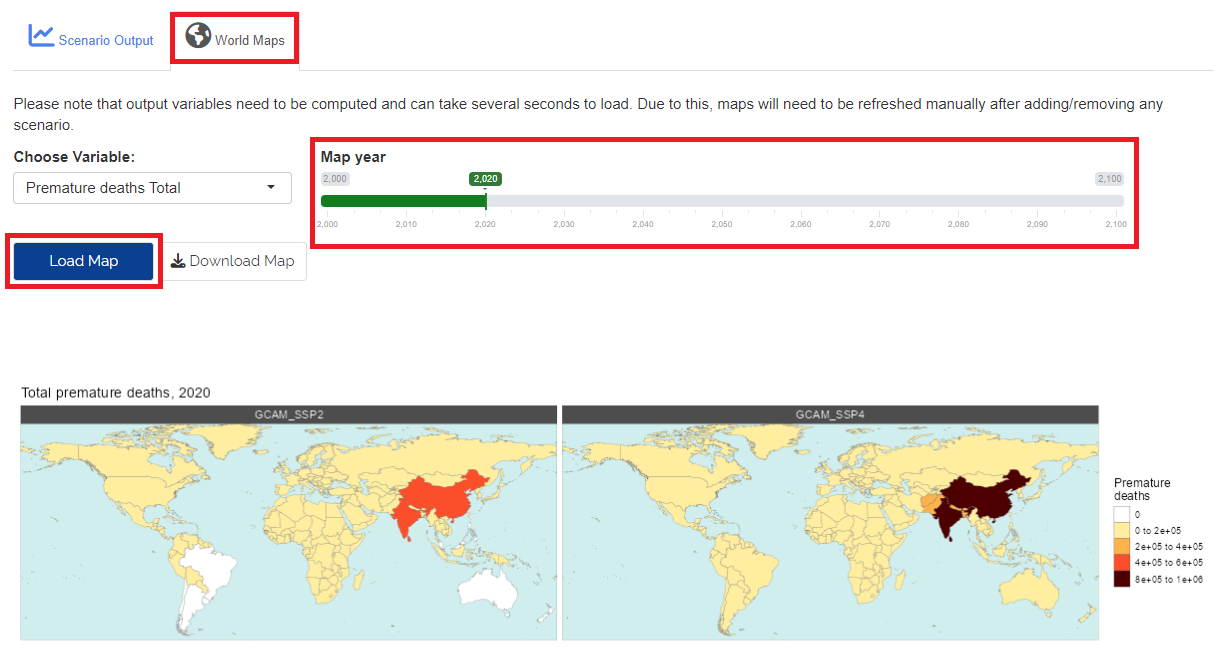 Scenario Output
World Maps
Please note that output variables need to be computed and can take several seconds to load. Due to this, maps will need to be refreshed manually after adding/removing any
scenario.
Choose Variable:
Map year
Premature deaths Total
2,000
2,020
2,100
2,000
2,010
2,020
2,030
2,040
2,050
2,060
2,070
2,080
2,090
2,100
Load Map
Download Map
Total premature deaths, 2020
GCAM_SSP2
GCAM_SSP4
Premature
deaths
0
0 to 2e+05
2e+05 to 4e+05
4e+05 to 6e+05
8e+05 to 1e+06